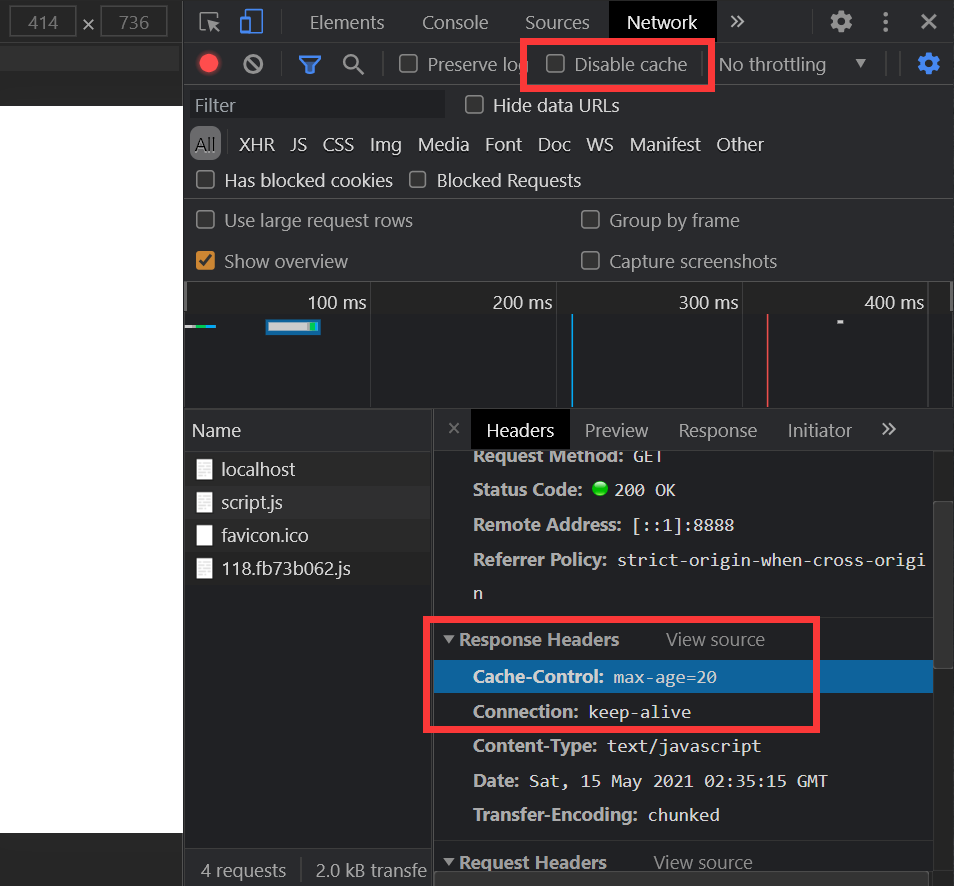 414 × 736 Elements Console Sources Network »
Preserve log Disable cache No throttling
Filter Hide data URLs
All XHR JS CSS Img Media Font Doc WS Manifest Other
Has blocked cookies Blocked Requests
Use large request rows Group by frame
Show overview Capture screenshots
100 ms 200 ms 300 ms 400 ms
Name × Headers Preview Response Initiator »
Request Method: GET
localhost
Status Code: 200 OK
script.js
Remote Address: [::1]:8888
favicon.ico
Referrer Policy: strict-origin-when-cross-origi
118.fb73b062.js
n
Response Headers View source
Cache-Control: max-age=20
Connection: keep-alive
Content-Type: text/javascript
Date: Sat, 15 May 2021 02:35:15 GMT
Transfer-Encoding: chunked
Request Headers View source
4 requests 2.0 kB transfe